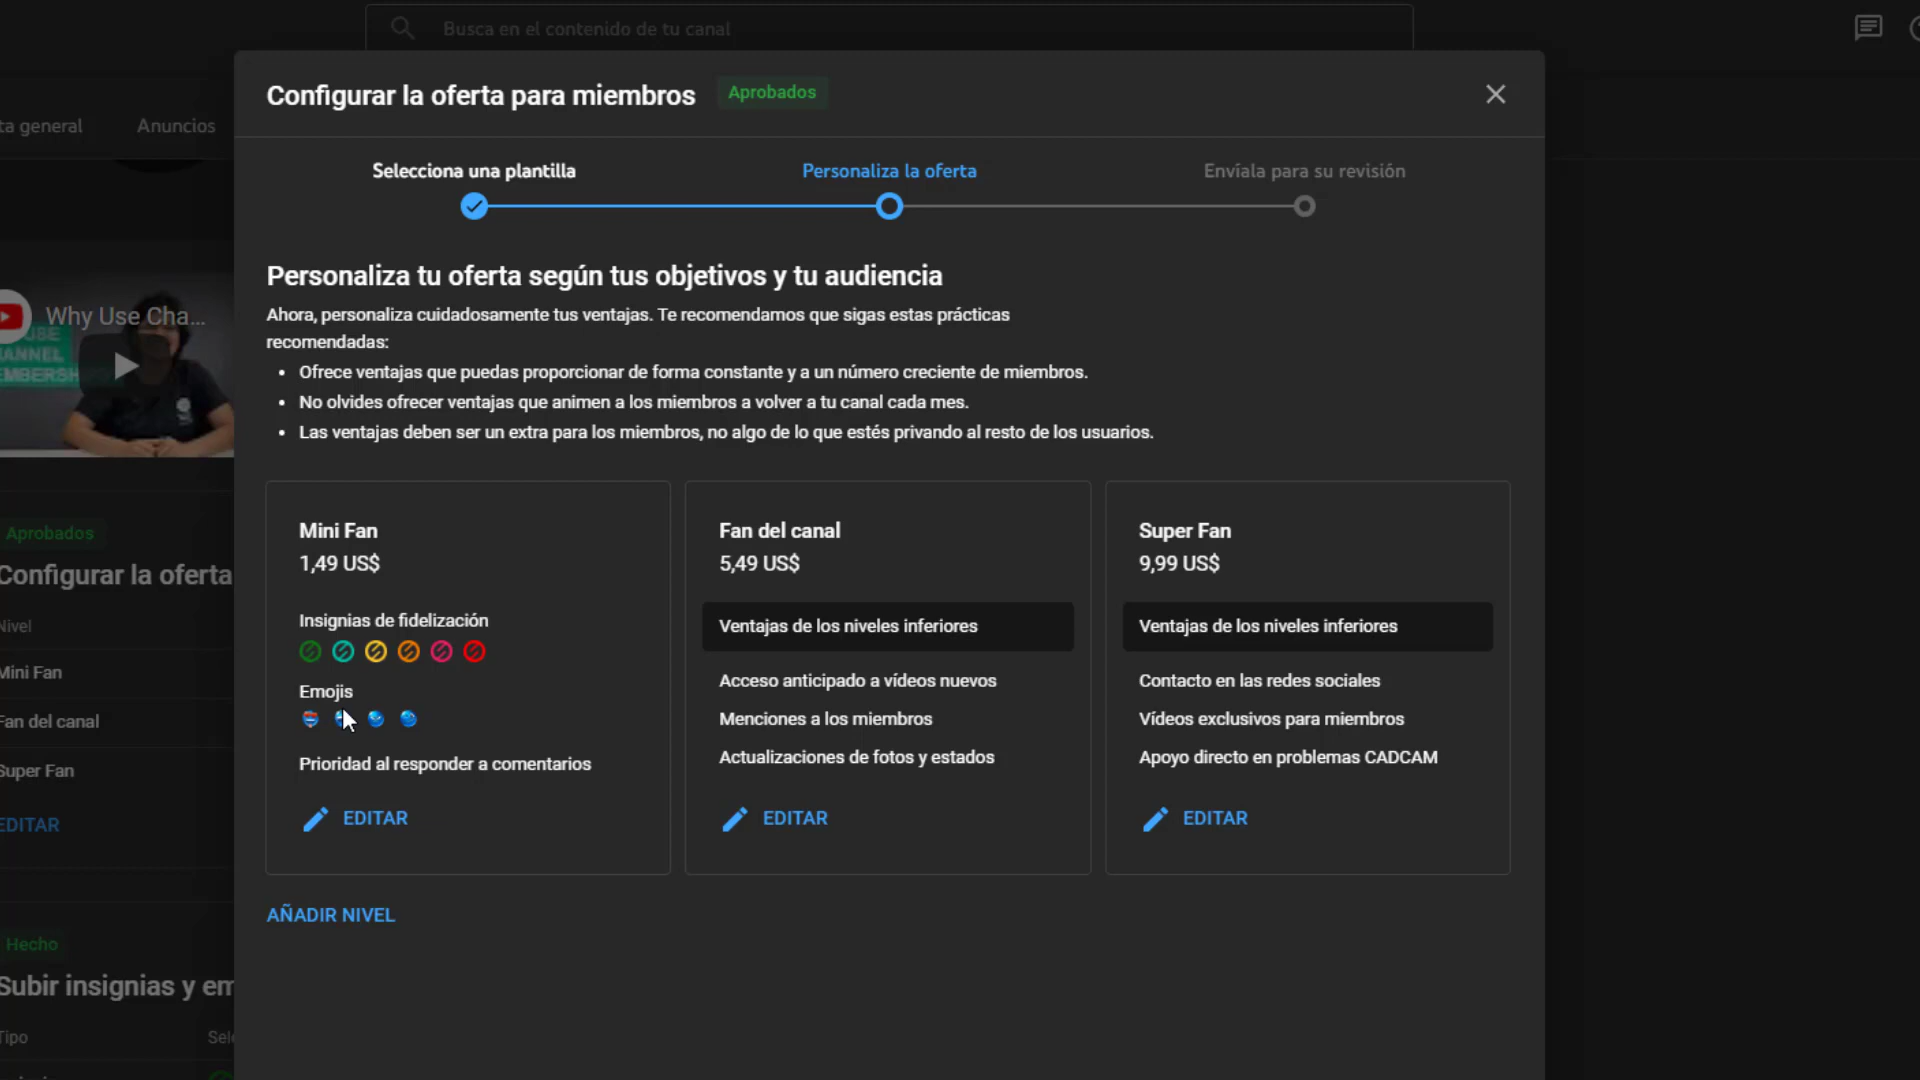 Busca en el contenido de tu canal
Configurar la oferta para miembros
Aprobados
ta general
Anuncios
Selecciona una plantilla
Personaliza la oferta
Envíala para su revisión
Personaliza tu oferta según tus objetivos y tu audiencia
Ahora, personaliza cuidadosamente tus ventajas. Te recomendamos que sigas estas prácticas
recomendadas:
• Ofrece ventajas que puedas proporcionar de forma constante y a un número creciente de miembros.
• No olvides ofrecer ventajas que animen a los miembros a volver a tu canal cada mes.
• Las ventajas deben ser un extra para los miembros, no algo de lo que estés privando al resto de los usuarios.
Why Use Cha...
Aprobados
Configurar la oferta
Nivel
Mini Fan
Fan del canal
Super Fan
EDITAR
Hecho
Subir insignias y em
Tipo
Sele
Mini Fan
1,49 US$
Insignias de fidelización
Emojis
Prioridad al responder a comentarios
EDITAR
Fan del canal
5,49 US$
Ventajas de los niveles inferiores
Acceso anticipado a vídeos nuevos
Menciones a los miembros
Actualizaciones de fotos y estados
EDITAR
Super Fan
9,99 US$
Ventajas de los niveles inferiores
Contacto en las redes sociales
Vídeos exclusivos para miembros
Apoyo directo en problemas CADCAM
EDITAR
AÑADIR NIVEL